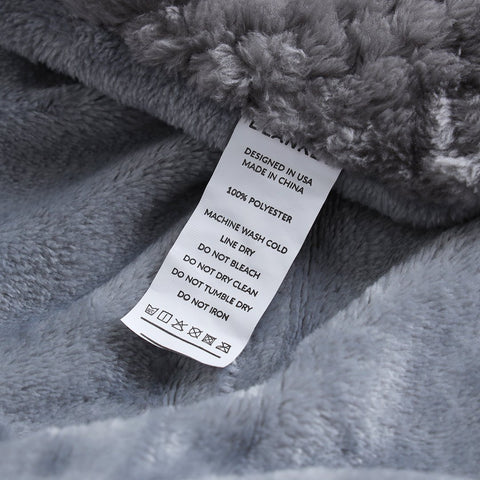 DESIGNED IN USA
MADE IN CHINA
100% POLYESTER
MACHINE WASH COLD
LINE DRY
DO NOT BLEACH
DO NOT DRY CLEAN
DO NOT TUMBLE DRY
DO NOT IRON